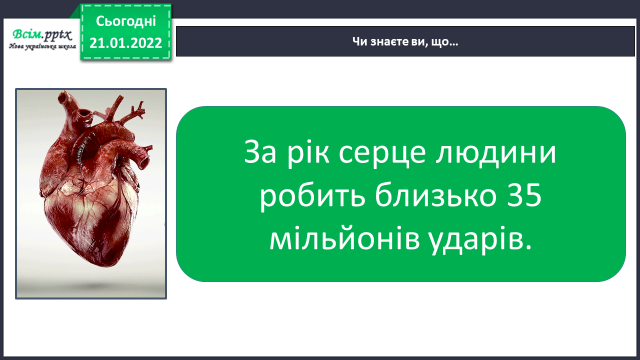 Всім.pptx
Нова українська школа
Сьогодні
21.01.2022
Чи знаєте ви, що…
За рік серце людини
робить близько 35
мільйонів ударів.